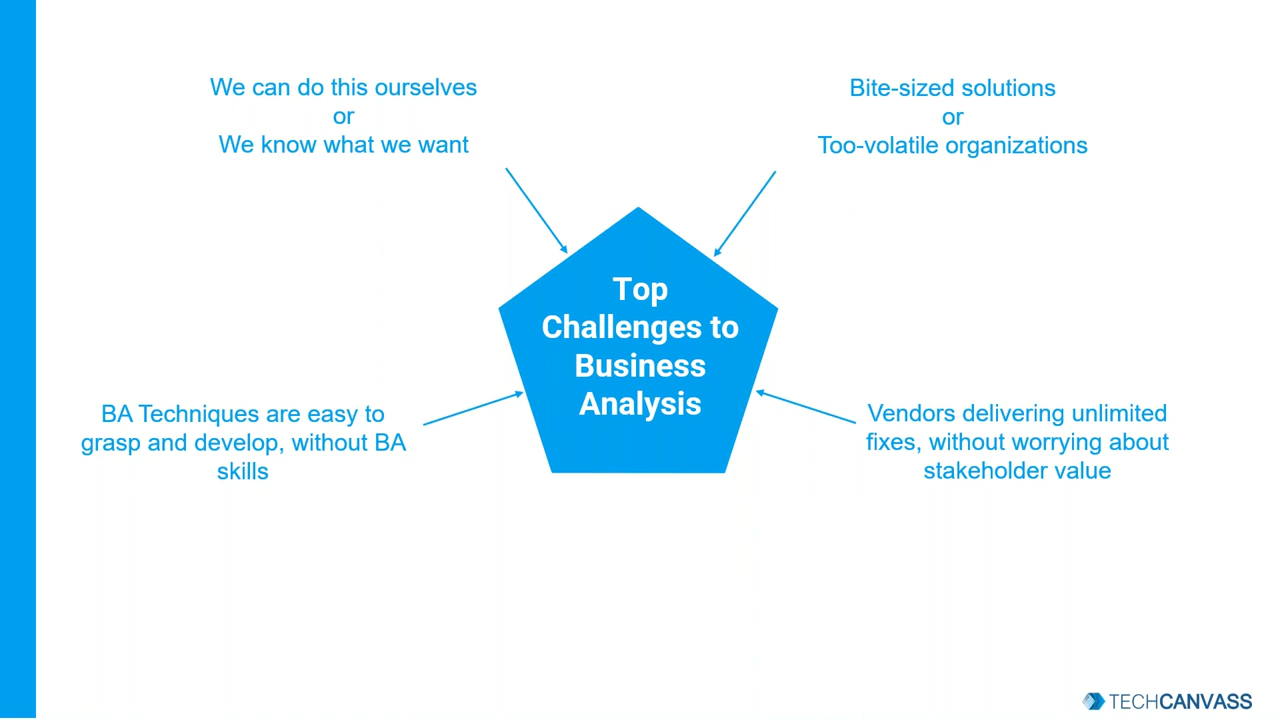 We can do this ourselves
or
We know what we want
Bite-sized solutions
or
Too-volatile organizations
Top
Challenges to
Business
Analysis
BA Techniques are easy to
grasp and develop, without BA
skills
Vendors delivering unlimited
fixes, without worrying about
stakeholder value
TECHCANVASS